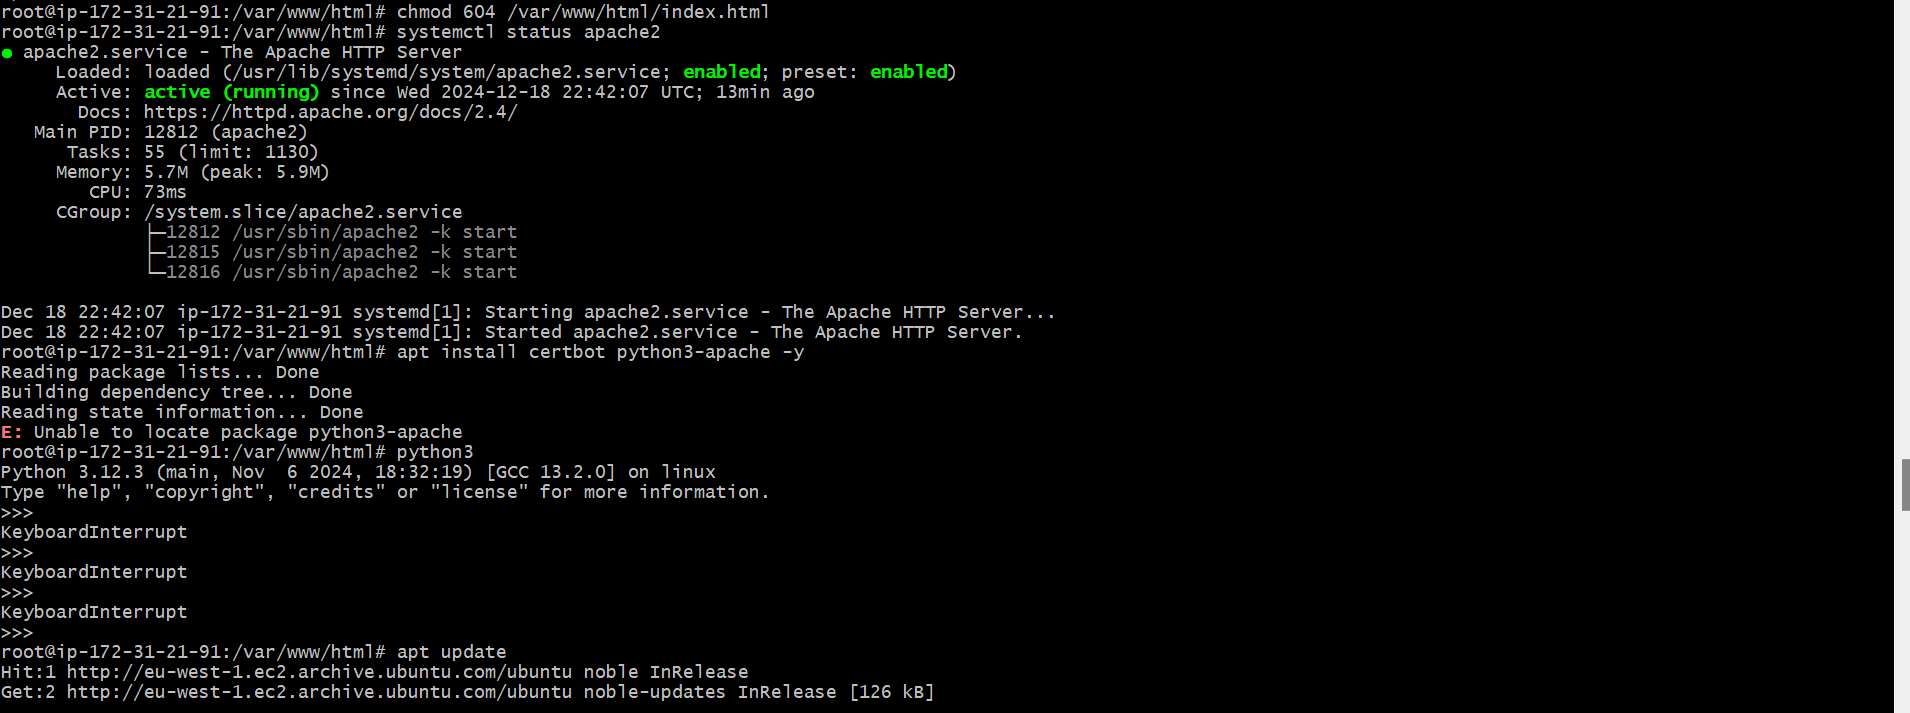 root@ip-172-31-21-91:/var/www/html# chmod 604 /var/www/html/index.html
root@ip-172-31-21-91:/var/www/html# systemctl status apache2
● apache2.service - The Apache HTTP Server
     Loaded: loaded (/usr/lib/systemd/system/apache2.service; enabled; preset: enabled)
     Active: active (running) since Wed 2024-12-18 22:42:07 UTC; 13min ago
       Docs: https://httpd.apache.org/docs/2.4/
   Main PID: 12812 (apache2)
      Tasks: 55 (limit: 1130)
     Memory: 5.7M (peak: 5.9M)
        CPU: 73ms
     CGroup: /system.slice/apache2.service
             ├─12812 /usr/sbin/apache2 -k start
             ├─12815 /usr/sbin/apache2 -k start
             └─12816 /usr/sbin/apache2 -k start

Dec 18 22:42:07 ip-172-31-21-91 systemd[1]: Starting apache2.service - The Apache HTTP Server...
Dec 18 22:42:07 ip-172-31-21-91 systemd[1]: Started apache2.service - The Apache HTTP Server.
root@ip-172-31-21-91:/var/www/html# apt install certbot python3-apache -y
Reading package lists... Done
Building dependency tree... Done
Reading state information... Done
E: Unable to locate package python3-apache
root@ip-172-31-21-91:/var/www/html# python3
Python 3.12.3 (main, Nov  6 2024, 18:32:19) [GCC 13.2.0] on linux
Type "help", "copyright", "credits" or "license" for more information.
>>>
KeyboardInterrupt
>>>
KeyboardInterrupt
>>>
KeyboardInterrupt
>>>
root@ip-172-31-21-91:/var/www/html# apt update
Hit:1 http://eu-west-1.ec2.archive.ubuntu.com/ubuntu noble InRelease
Get:2 http://eu-west-1.ec2.archive.ubuntu.com/ubuntu noble-updates InRelease [126 kB]